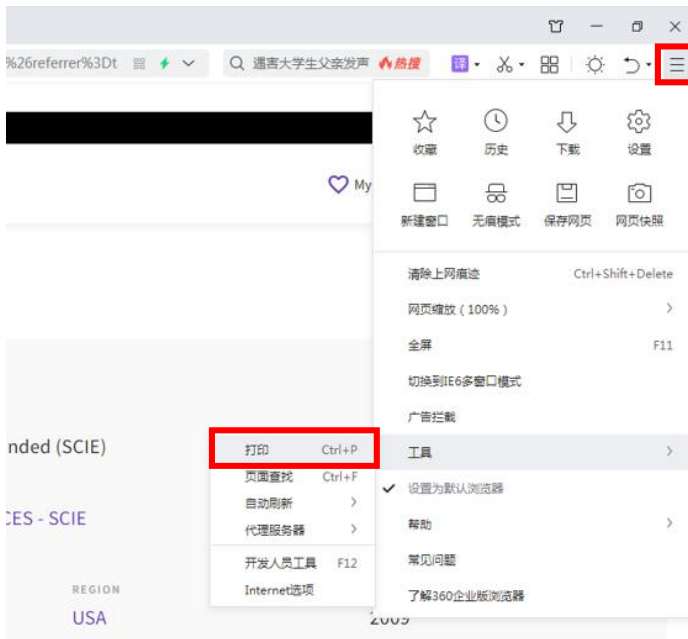 %26referrer%3Dt
遇害大学生父亲发声
热搜
译
My
收藏 历史 下载 设置
新建窗口 无痕模式 保存网页 网页快照
清除上网痕迹 Ctrl+Shift+Delete
网页缩放（100%）
全屏 F11
切换到IE6多窗口模式
广告拦截
工具
设置为默认浏览器
帮助
常见问题
了解360企业版浏览器
打印 Ctrl+P
页面查找 Ctrl+F
自动刷新
代理服务器
开发人员工具 F12
Internet选项
nded (SCIE)
CES - SCIE
REGION
USA
2009